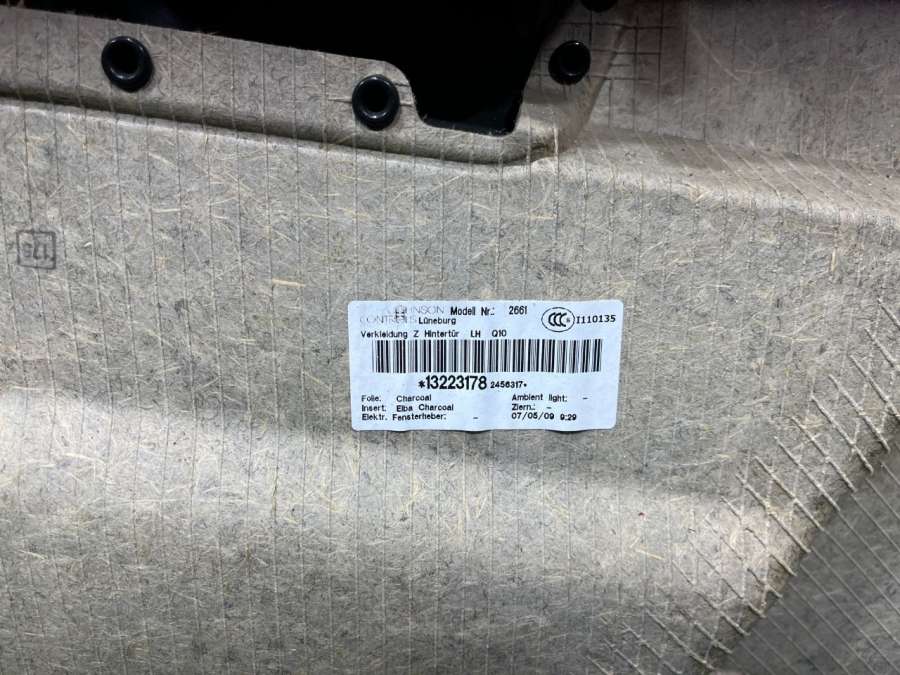 JOHNSON CONTROLS Lüneburg
Modell Nr.: 2661
CCC I110135
Verkleidung Z Hintertür LH Q10
*13223178 2456317*
Folie: Charcoal Ambient light: -
Insert: Elba Charcoal Ziern.: -
Elektr. Fensterheber: - 07/05/09 9:29